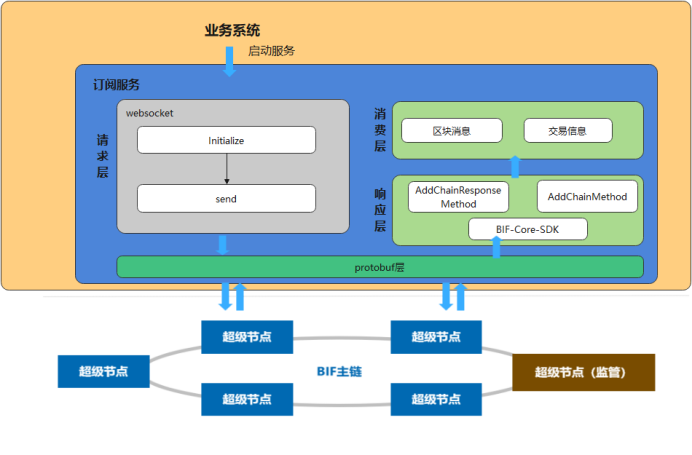 业务系统
启动服务
订阅服务
请求层
websocket
Initialize
send
消费层
区块消息
交易信息
响应层
AddChainResponse
Method
AddChainMethod
BIF-Core-SDK
protobuf层
超级节点
超级节点
超级节点
BIF主链
超级节点（监管）
超级节点
超级节点